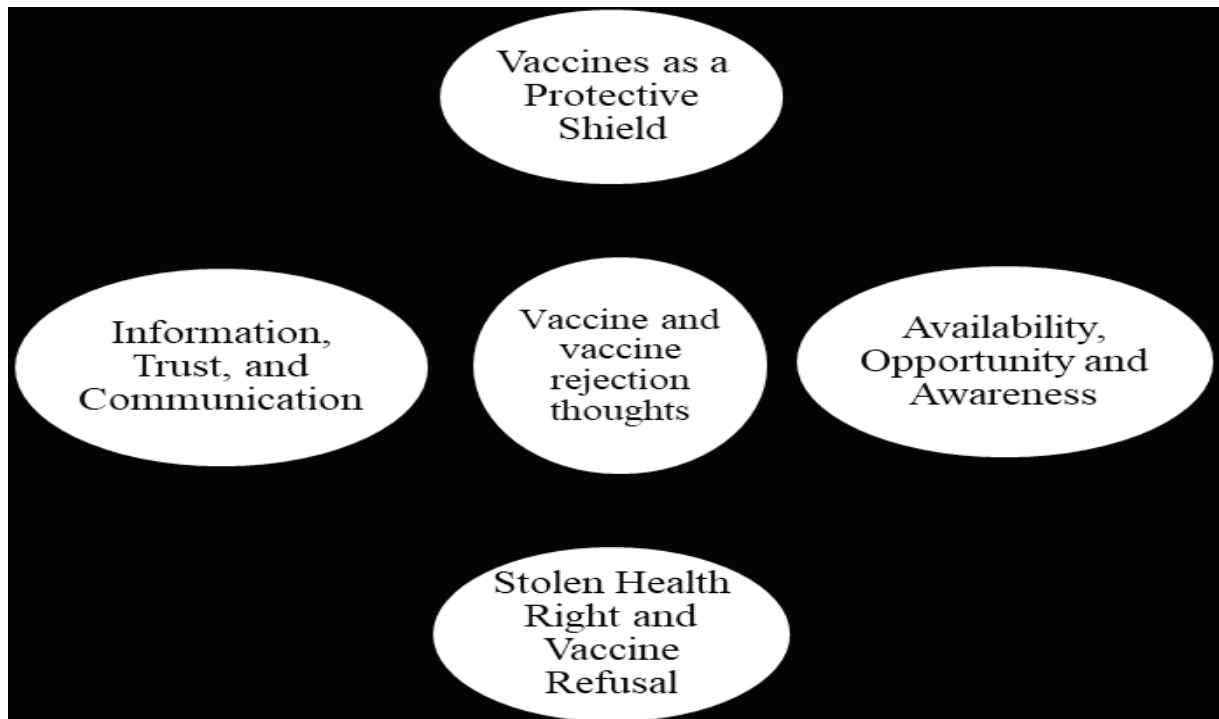 Vaccines as a
Protective
Shield
Information,
Trust, and
Communication
Vaccine and
vaccine
rejection
thoughts
Availability,
Opportunity and
Awareness
Stolen Health
Right and
Vaccine
Refusal